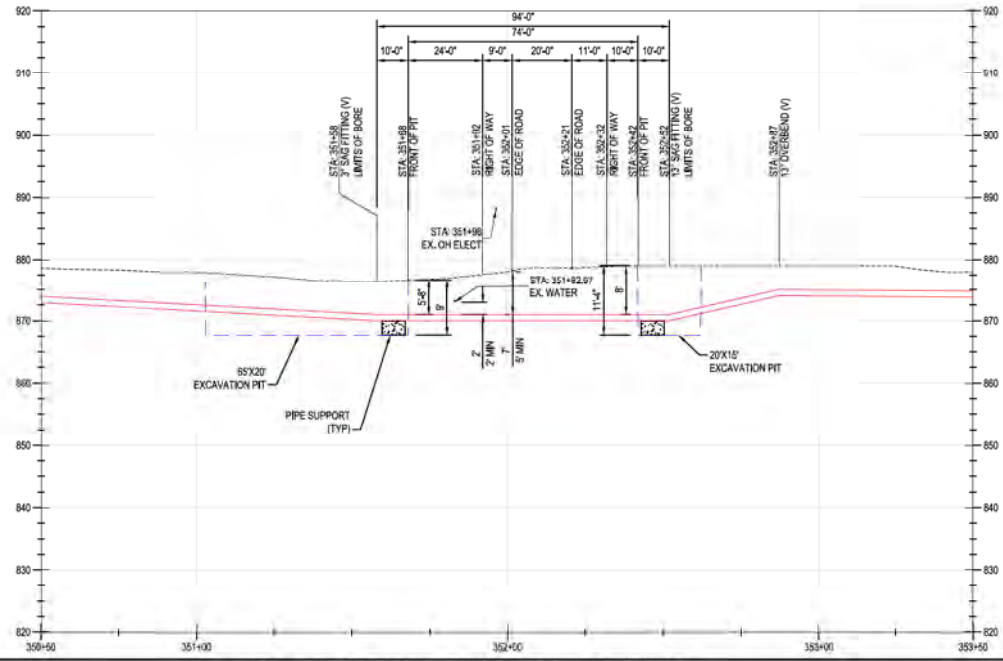 94'-0"
74'-0"
10'-0" 24'-0" 9'-0" 20'-0" 11'-0" 10'-0" 10'-0"
920 920
910 910
900 900
890 890
880 880
870 870
860 860
850 850
840 840
830 830
820 820
STA: 351+58
3° SAG FITTING (V)
LIMITS OF BORE
STA: 351+68
FRONT OF PIT
STA: 351+92
RIGHT OF WAY
STA: 352+01
EDGE OF ROAD
STA: 352+21
EDGE OF ROAD
STA: 352+32
RIGHT OF WAY
STA: 352+42
FRONT OF PIT
STA: 352+52
13° SAG FITTING (V)
LIMITS OF BORE
STA: 352+87
13° OVERBEND (V)
STA: 351+96
EX. OH ELECT
STA: 351+92.97
EX. WATER
5'-6"
9'
2'
2' MIN
7'
5' MIN
11'-4"
8'
65'X20'
EXCAVATION PIT
PIPE SUPPORT
(TYP)
20'X15'
EXCAVATION PIT
350+50 351+00 352+00 353+00 353+50